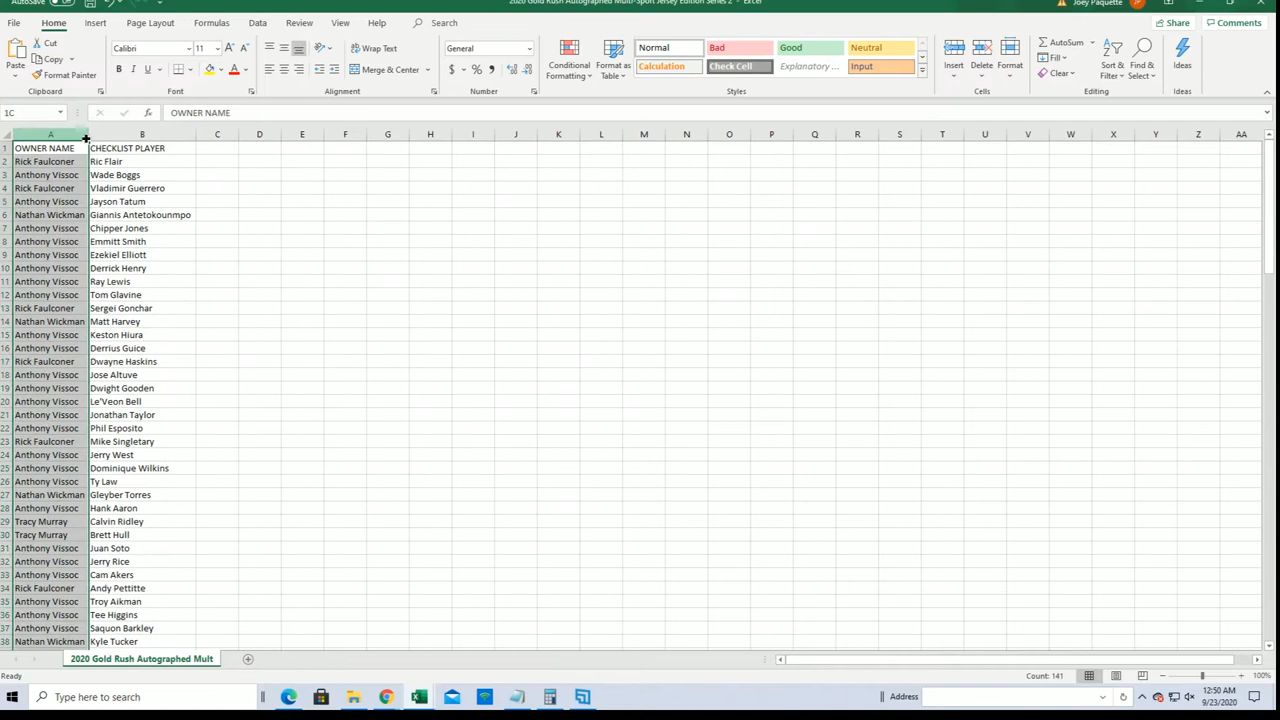 AutoSave
2020 Gold Rush Autographed Multi-Sport Jersey Edition Series 2 - Excel
Joey Paquette
JP
File Home Insert Page Layout Formulas Data Review View Help Search
Share Comments
Paste
Cut
Copy
Format Painter
Calibri 11
B I U
Wrap Text
Merge & Center
General
$ % ,
Conditional Formatting
Format as Table
Normal Bad Good Neutral
Calculation Check Cell Explanatory ... Input
Insert Delete Format
AutoSum
Fill
Clear
Sort & Filter
Find & Select
Ideas
Clipboard Font Alignment Number Styles Cells Editing Ideas
1C fx OWNER NAME
A B C D E F G H I J K L M N O P Q R S T U V W X Y Z AA
1 OWNER NAME CHECKLIST PLAYER
2 Rick Faulconer Ric Flair
3 Anthony Vissoc Wade Boggs
4 Rick Faulconer Vladimir Guerrero
5 Anthony Vissoc Jayson Tatum
6 Nathan Wickman Giannis Antetokounmpo
7 Anthony Vissoc Chipper Jones
8 Anthony Vissoc Emmitt Smith
9 Anthony Vissoc Ezekiel Elliott
10 Anthony Vissoc Derrick Henry
11 Anthony Vissoc Ray Lewis
12 Anthony Vissoc Tom Glavine
13 Rick Faulconer Sergei Gonchar
14 Nathan Wickman Matt Harvey
15 Anthony Vissoc Keston Hiura
16 Anthony Vissoc Derrius Guice
17 Rick Faulconer Dwayne Haskins
18 Anthony Vissoc Jose Altuve
19 Anthony Vissoc Dwight Gooden
20 Anthony Vissoc Le'Veon Bell
21 Anthony Vissoc Jonathan Taylor
22 Anthony Vissoc Phil Esposito
23 Rick Faulconer Mike Singletary
24 Anthony Vissoc Jerry West
25 Anthony Vissoc Dominique Wilkins
26 Anthony Vissoc Ty Law
27 Nathan Wickman Gleyber Torres
28 Anthony Vissoc Hank Aaron
29 Tracy Murray Calvin Ridley
30 Tracy Murray Brett Hull
31 Anthony Vissoc Juan Soto
32 Anthony Vissoc Jerry Rice
33 Anthony Vissoc Cam Akers
34 Rick Faulconer Andy Pettitte
35 Anthony Vissoc Troy Aikman
36 Anthony Vissoc Tee Higgins
37 Anthony Vissoc Saquon Barkley
38 Nathan Wickman Kyle Tucker
2020 Gold Rush Autographed Mult
Ready Count: 141 100%
Type here to search
Address
12:50 AM
9/23/2020